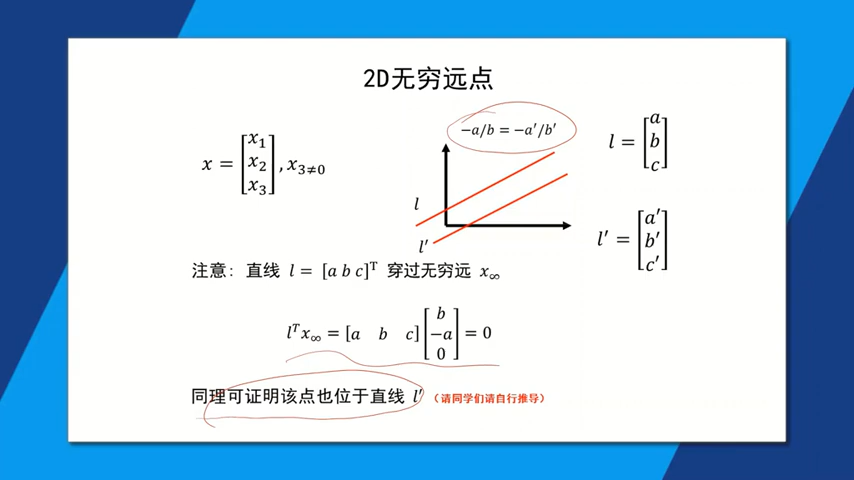 2D无穷远点
−a/b = −a′/b′
x = [x₁ x₂ x₃], x₃≠₀
l = [a b c]
l
l′
l′ = [a′ b′ c′]
注意：直线 l = [a b c]ᵀ 穿过无穷远 x∞
lᵀx∞ = [a b c] [b −a 0] = 0
同理可证明该点也位于直线 l′ （请同学们请自行推导）